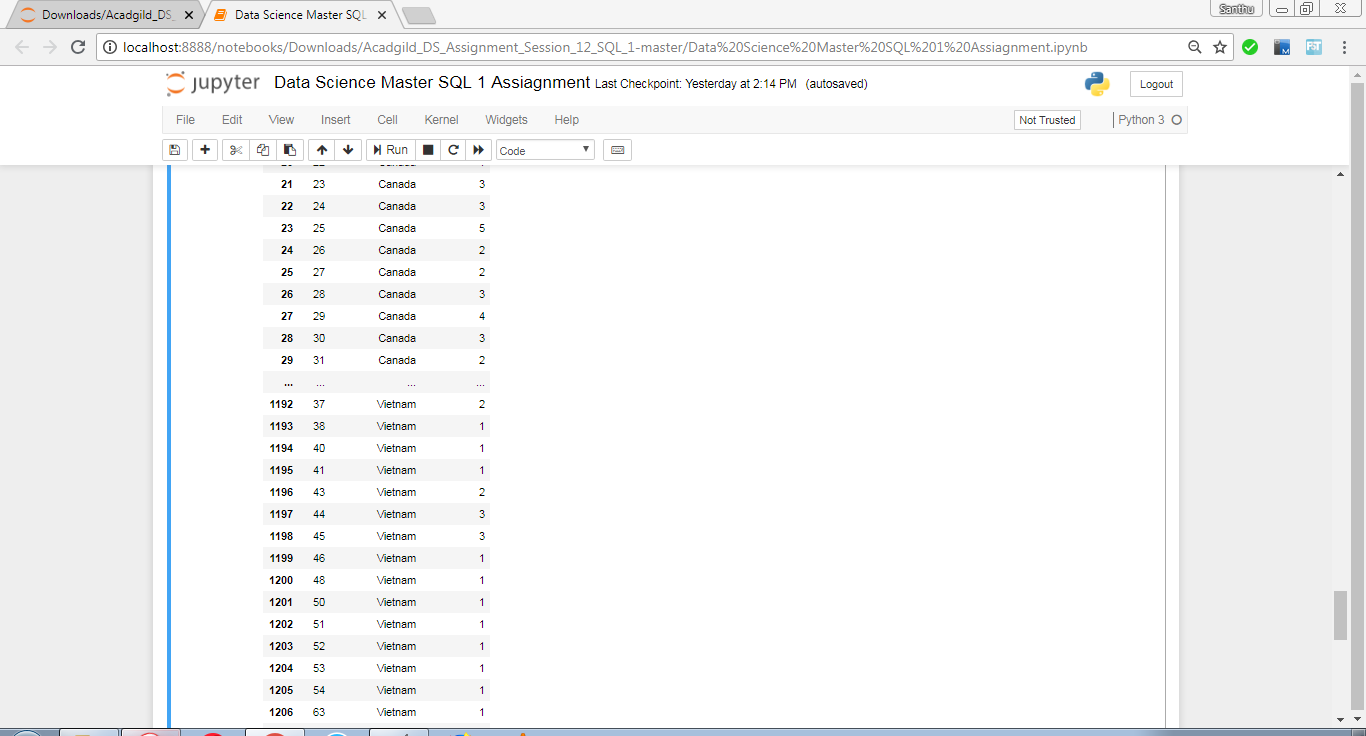 Downloads/Acadgild_DS_
Data Science Master SQL
Santhu
localhost:8888/notebooks/Downloads/Acadgild_DS_Assignment_Session_12_SQL_1-master/Data%20Science%20Master%20SQL%201%20Assiagnment.ipynb
jupyter Data Science Master SQL 1 Assiagnment Last Checkpoint: Yesterday at 2:14 PM (autosaved)
Logout
File Edit View Insert Cell Kernel Widgets Help
Not Trusted Python 3
Run Code
21 23 Canada 3
22 24 Canada 3
23 25 Canada 5
24 26 Canada 2
25 27 Canada 2
26 28 Canada 3
27 29 Canada 4
28 30 Canada 3
29 31 Canada 2
... ... ... ...
1192 37 Vietnam 2
1193 38 Vietnam 1
1194 40 Vietnam 1
1195 41 Vietnam 1
1196 43 Vietnam 2
1197 44 Vietnam 3
1198 45 Vietnam 3
1199 46 Vietnam 1
1200 48 Vietnam 1
1201 50 Vietnam 1
1202 51 Vietnam 1
1203 52 Vietnam 1
1204 53 Vietnam 1
1205 54 Vietnam 1
1206 63 Vietnam 1